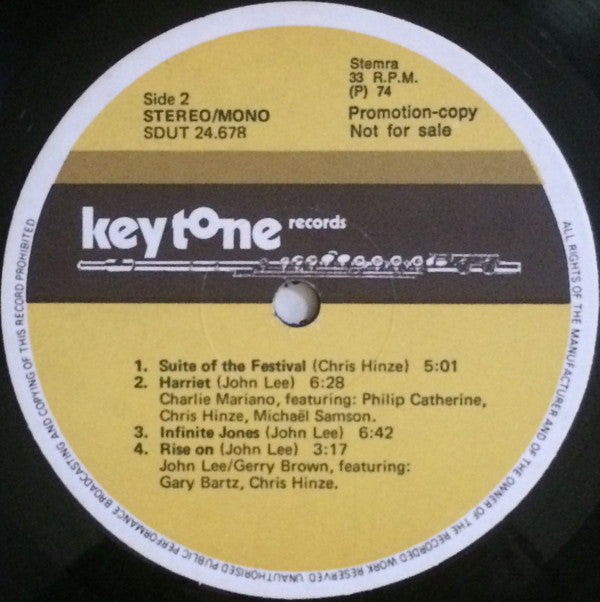 Side 2
STEREO/MONO
SDUT 24.678
Stemra
33 R.P.M.
(P) 74
Promotion-copy
Not for sale
keytone records
1. Suite of the Festival (Chris Hinze) 5:01
2. Harriet (John Lee) 6:28
Charlie Mariano, featuring: Philip Catherine,
Chris Hinze, Michaël Samson.
3. Infinite Jones (John Lee) 6:42
4. Rise on (John Lee) 3:17
John Lee/Gerry Brown, featuring:
Gary Bartz, Chris Hinze.
ALL RIGHTS OF THE MANUFACTURER AND OF THE OWNER OF THE RECORDED WORK RESERVED UNAUTHORISED PUBLIC PERFORMANCE BROADCASTING AND COPYING OF THIS RECORD PROHIBITED